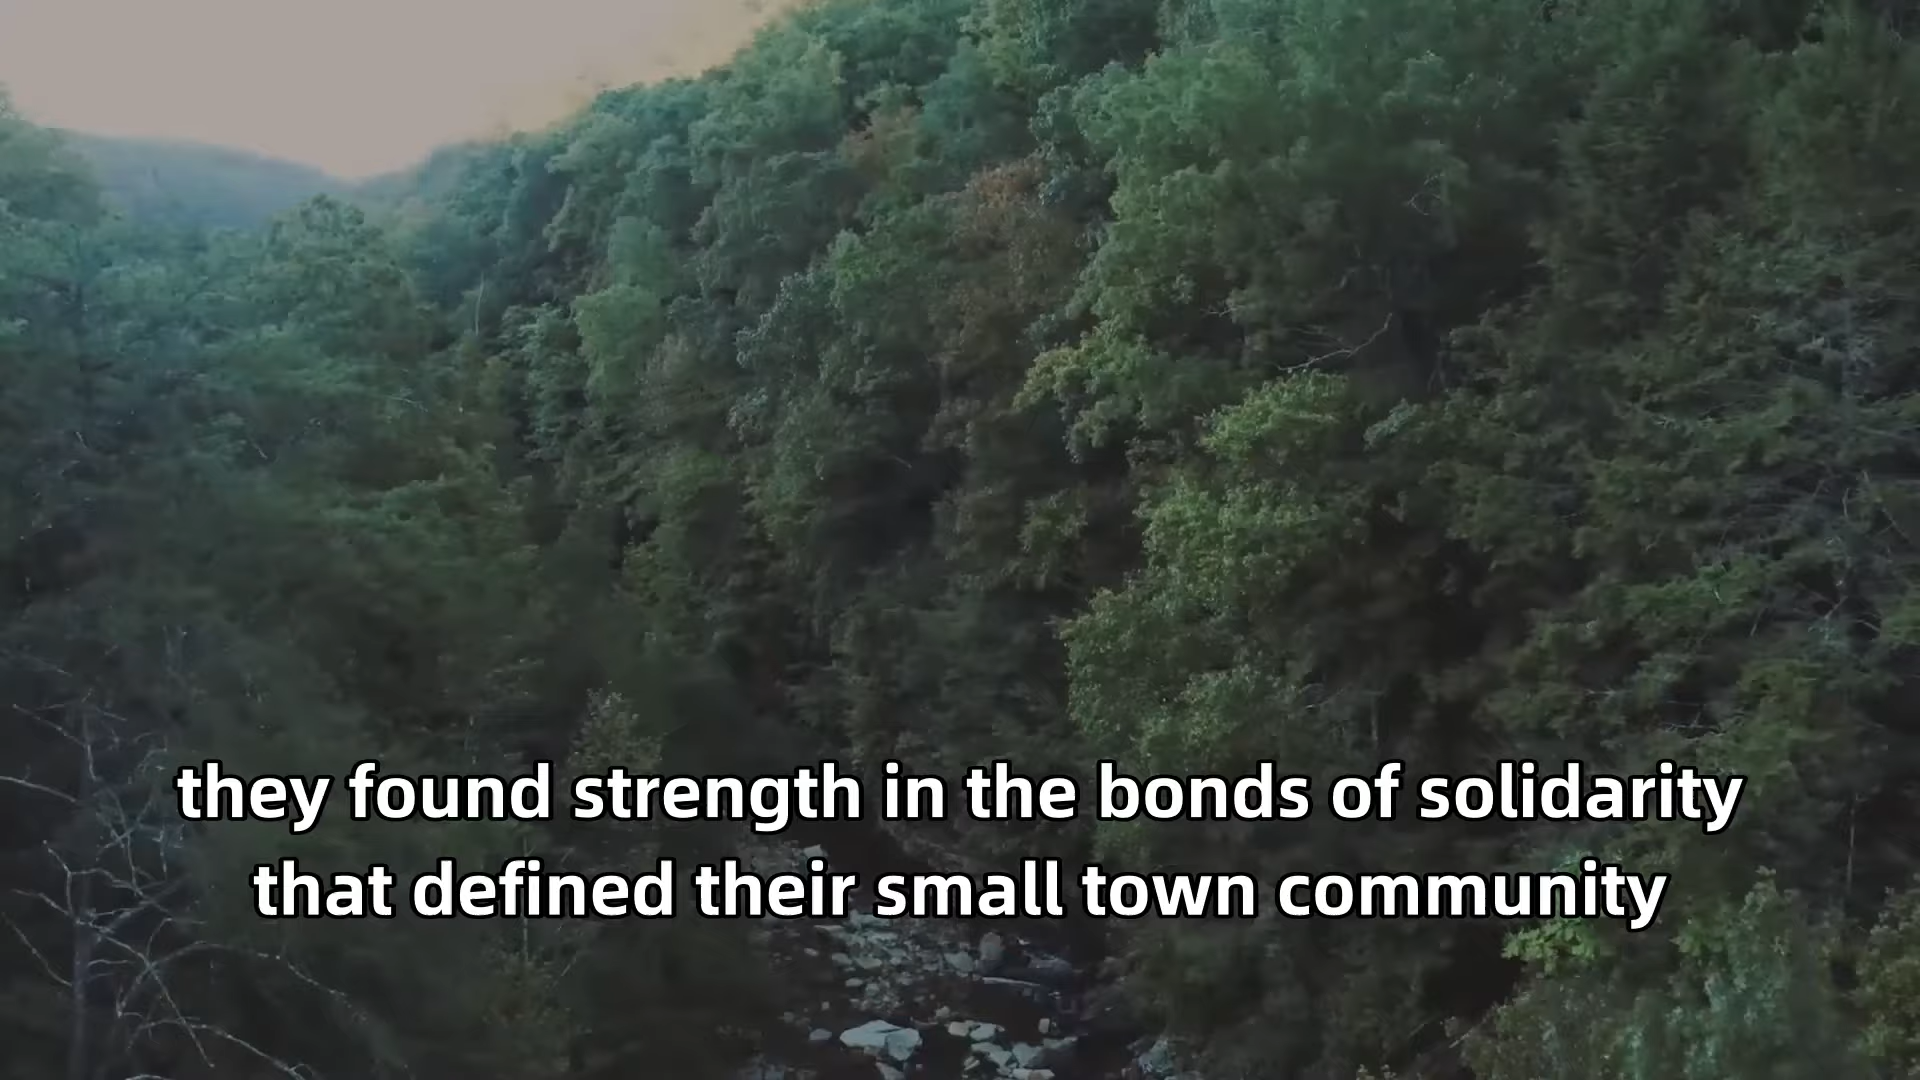 they found strength in the bonds of solidarity
that defined their small town community